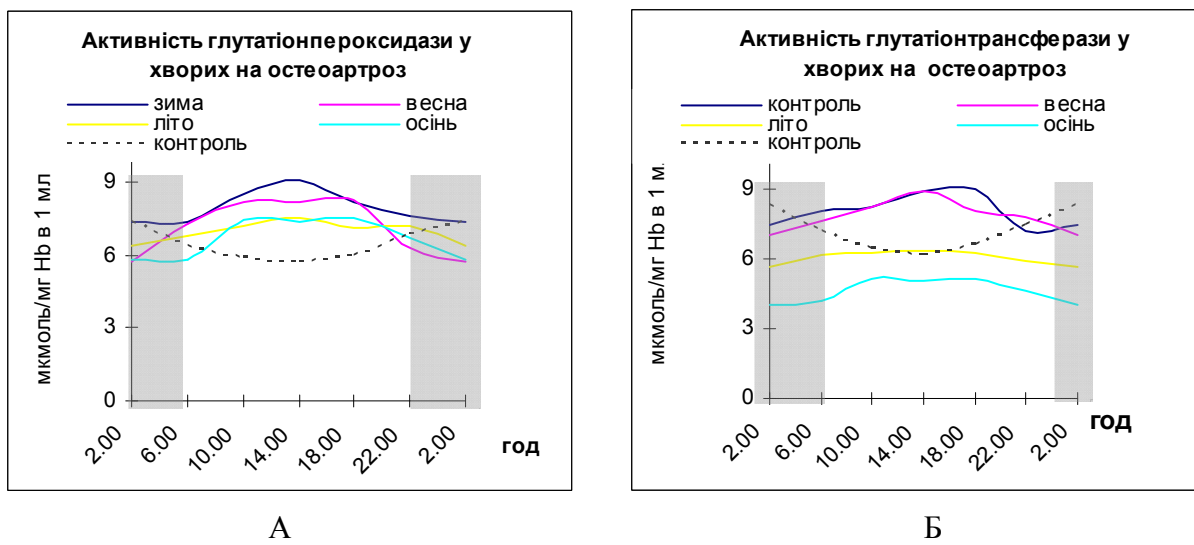 Активність глутатіонпероксидази у
хворих на остеоартроз
зима
весна
літо
осінь
контроль
мкмоль/мг Hb в 1 мл
9
6
3
0
2.00
6.00
10.00
14.00
18.00
22.00
2.00
год
А
Активність глутатіонтрансферази у
хворих на остеоартроз
контроль
весна
літо
осінь
контроль
мкмоль/мг Hb в 1 м.
9
6
3
0
2.00
6.00
10.00
14.00
18.00
22.00
2.00
год
Б